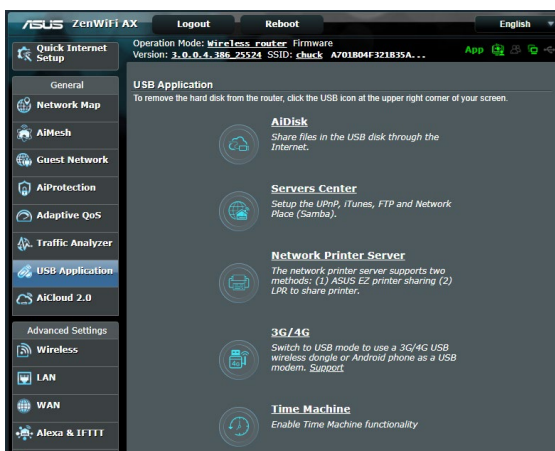 ASUS ZenWiFi AX Logout Reboot English
Quick Internet Setup
Operation Mode: Wireless router Firmware
Version: 3.0.0.4.386_25524 SSID: chuck A701B04F321B35A...
App
General
Network Map
AiMesh
Guest Network
AiProtection
Adaptive QoS
Traffic Analyzer
USB Application
AiCloud 2.0
Advanced Settings
Wireless
LAN
WAN
Alexa & IFTTT
USB Application
To remove the hard disk from the router, click the USB icon at the upper right corner of your screen.
AiDisk
Share files in the USB disk through the
Internet.
Servers Center
Setup the UPnP, iTunes, FTP and Network
Place (Samba).
Network Printer Server
The network printer server supports two
methods: (1) ASUS EZ printer sharing (2)
LPR to share printer.
4G
3G/4G
Switch to USB mode to use a 3G/4G USB
wireless dongle or Android phone as a USB
modem. Support
Time Machine
Enable Time Machine functionality